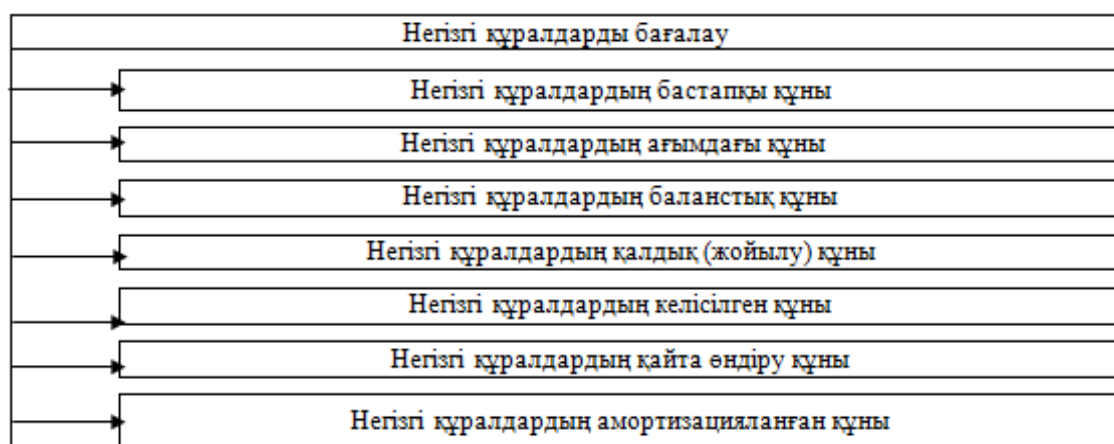 Негізгі құралдарды бағалау
Негізгі құралдардың бастапқы құны
Негізгі құралдардың ағымдағы құны
Негізгі құралдардың баланстық құны
Негізгі құралдардың қалдық (жойылу) құны
Негізгі құралдардың келісілген құны
Негізгі құралдардың қайта өндіру құны
Негізгі құралдардың амортизацияланған құны